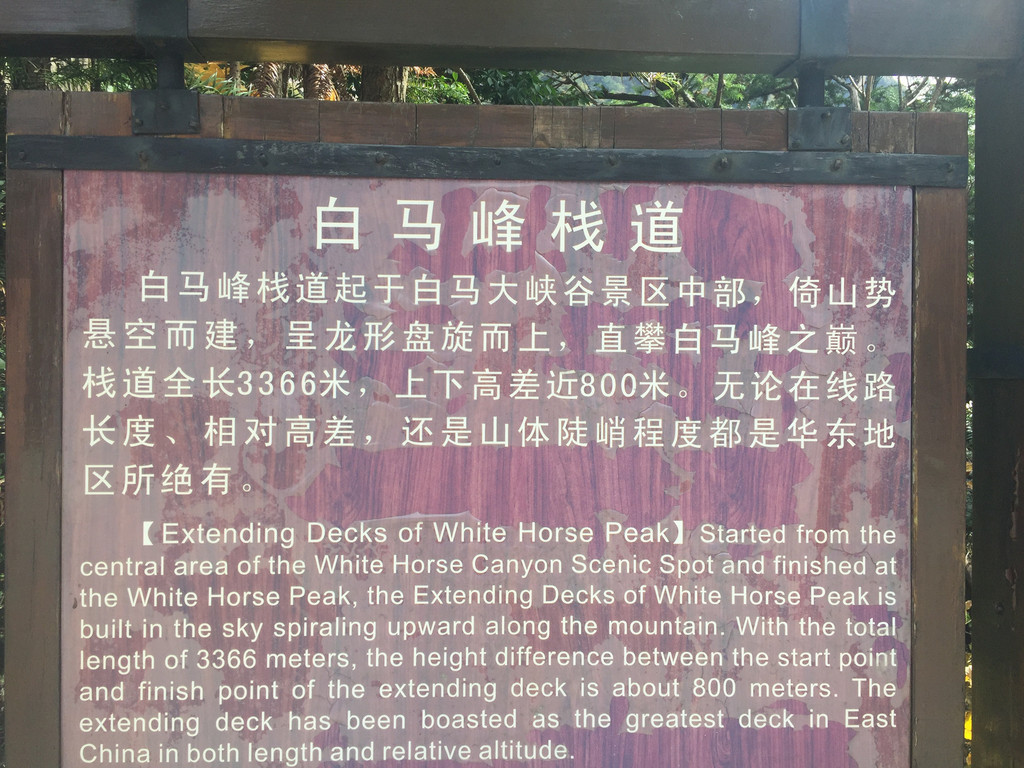 白马峰栈道
白马峰栈道起于白马大峡谷景区中部，倚山势
悬空而建，呈龙形盘旋而上，直攀白马峰之巅。
栈道全长3366米，上下高差近800米。无论在线路
长度、相对高差，还是山体陡峭程度都是华东地
区所绝有。
【Extending Decks of White Horse Peak】Started from the
central area of the White Horse Canyon Scenic Spot and finished at
the White Horse Peak, the Extending Decks of White Horse Peak is
built in the sky spiraling upward along the mountain. With the total
length of 3366 meters, the height difference between the start point
and finish point of the extending deck is about 800 meters. The
extending deck has been boasted as the greatest deck in East
China in both length and relative altitude.